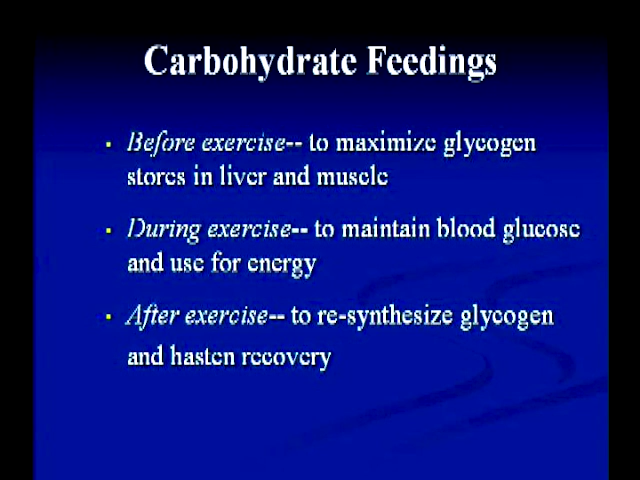 Carbohydrate Feedings
▪ Before exercise-- to maximize glycogen
stores in liver and muscle
▪ During exercise-- to maintain blood glucose
and use for energy
▪ After exercise-- to re-synthesize glycogen
and hasten recovery